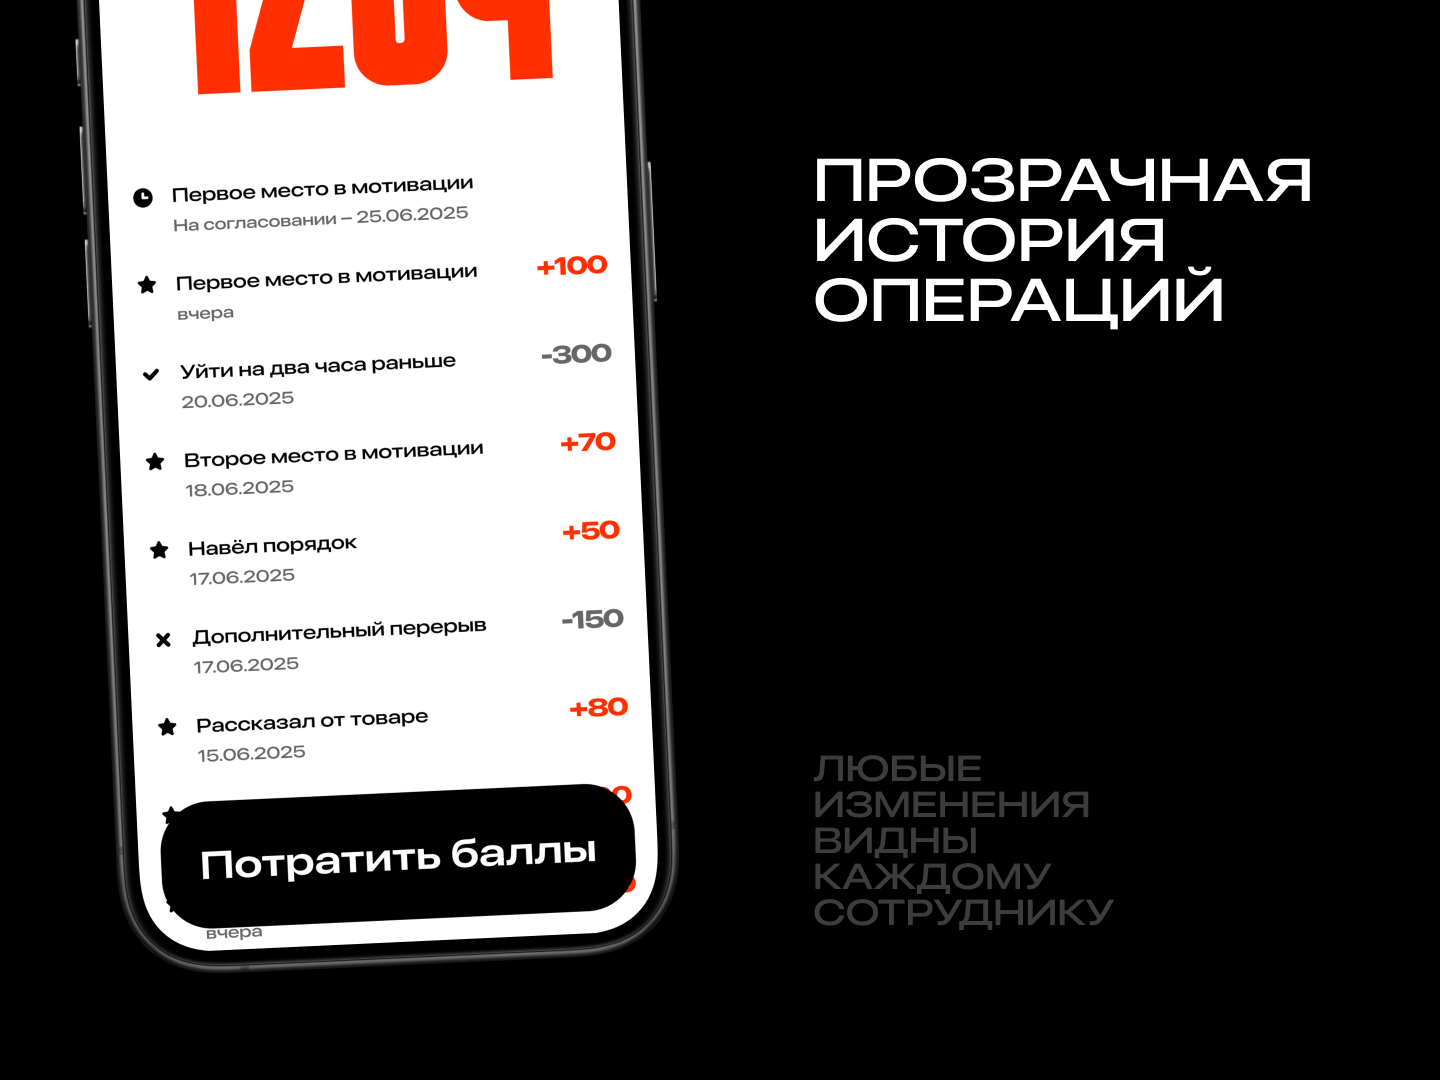 Первое место в мотивации
На согласовании – 25.06.2025
Первое место в мотивации
+100
вчера
Уйти на два часа раньше
-300
20.06.2025
Второе место в мотивации
+70
18.06.2025
Навёл порядок
+50
17.06.2025
Дополнительный перерыв
-150
17.06.2025
Рассказал от товаре
+80
15.06.2025
Потратить баллы
вчера
ПРОЗРАЧНАЯ
ИСТОРИЯ
ОПЕРАЦИЙ
ЛЮБЫЕ
ИЗМЕНЕНИЯ
ВИДНЫ
КАЖДОМУ
СОТРУДНИКУ